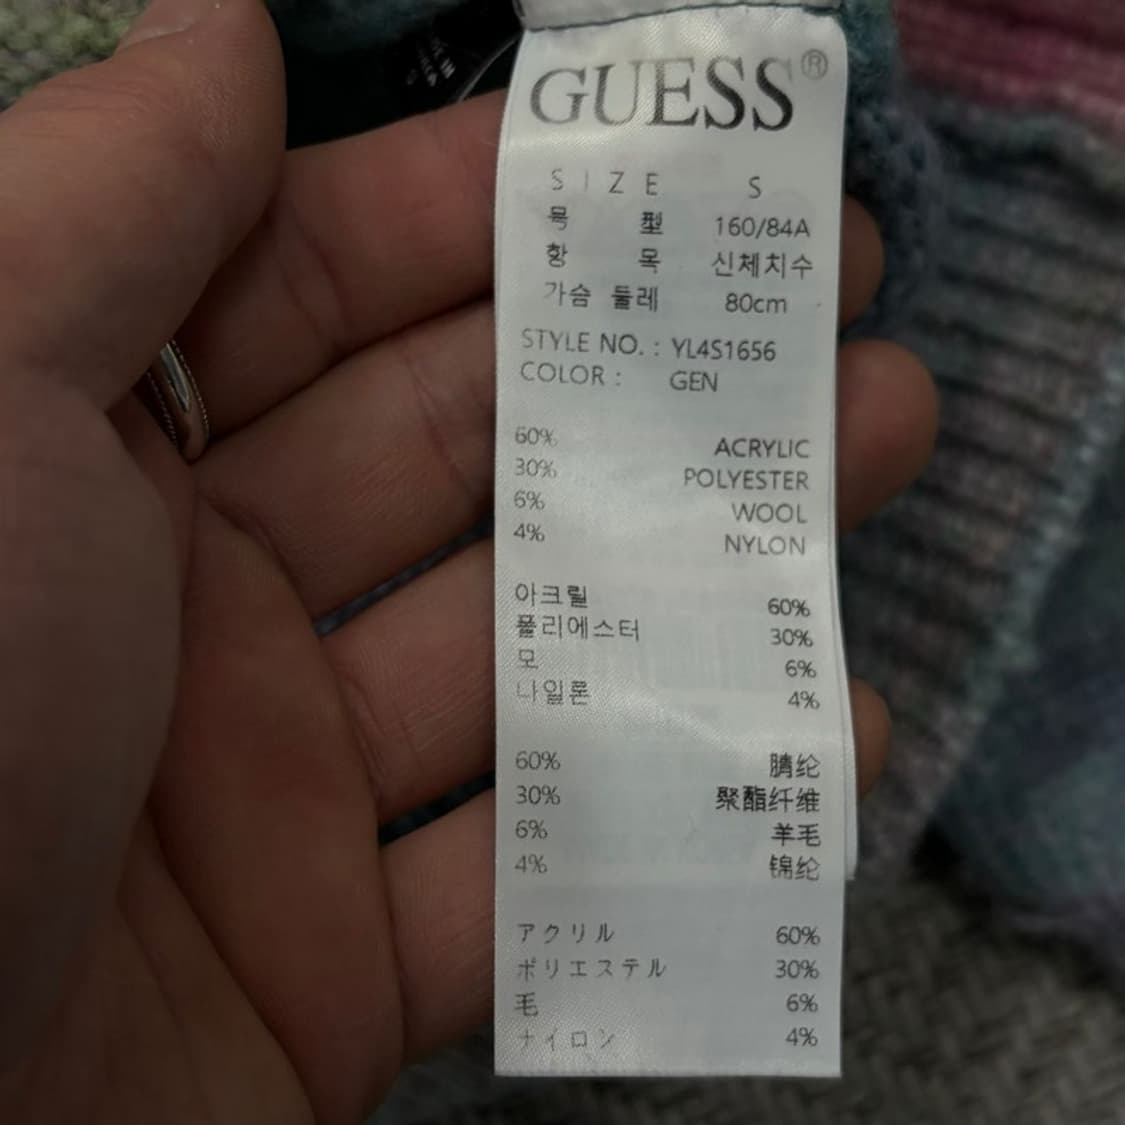 GUESS®
SIZE S
号 型 160/84A
항 목 신체치수
가슴 둘레 80cm
STYLE NO. : YL4S1656
COLOR : GEN
60% ACRYLIC
30% POLYESTER
6% WOOL
4% NYLON
아크릴 60%
폴리에스터 30%
모 6%
나일론 4%
60% 腈纶
30% 聚酯纤维
6% 羊毛
4% 锦纶
アクリル 60%
ポリエステル 30%
毛 6%
ナイロン 4%